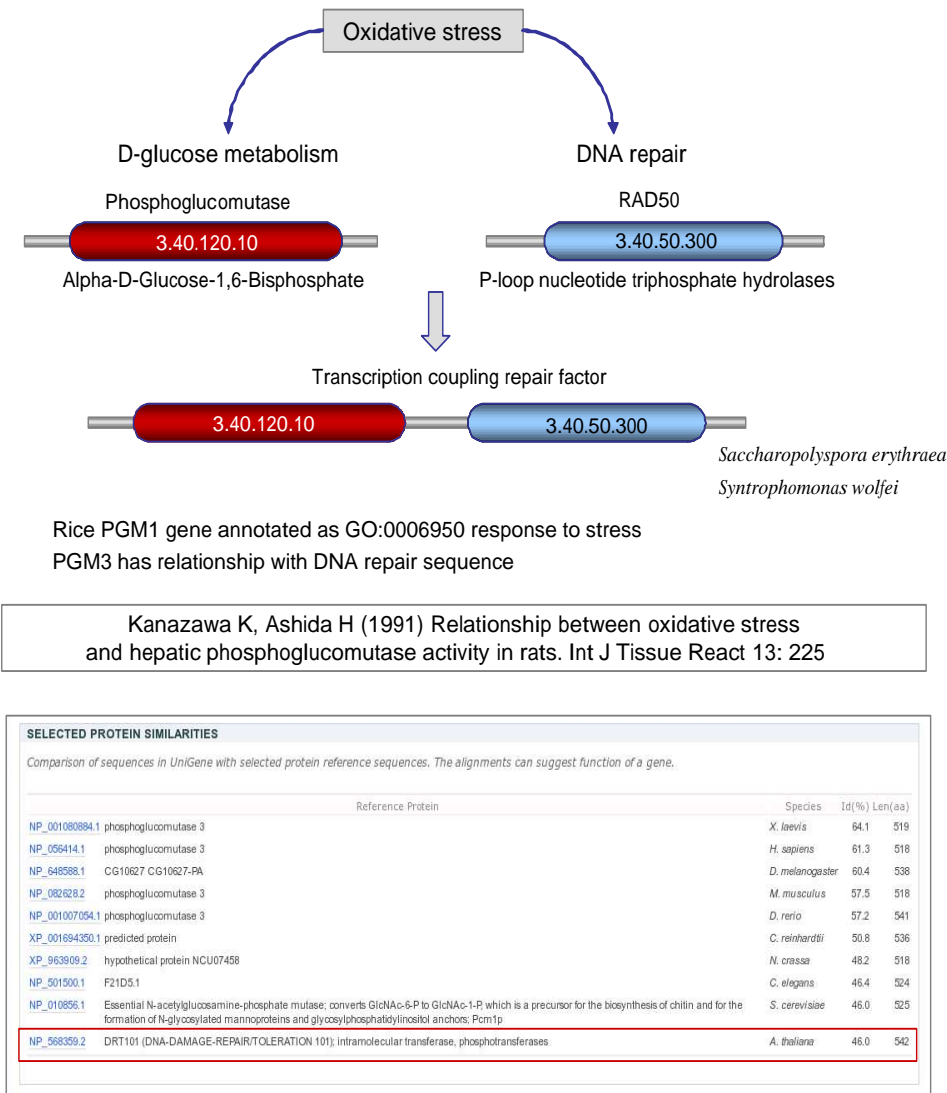 Oxidative stress
D-glucose metabolism
DNA repair
Phosphoglucomutase
RAD50
3.40.120.10
3.40.50.300
Alpha-D-Glucose-1,6-Bisphosphate
P-loop nucleotide triphosphate hydrolases
Transcription coupling repair factor
3.40.120.10
3.40.50.300
Saccharopolyspora erythraea
Syntrophomonas wolfei
Rice PGM1 gene annotated as GO:0006950 response to stress
PGM3 has relationship with DNA repair sequence
Kanazawa K, Ashida H (1991) Relationship between oxidative stress
and hepatic phosphoglucomutase activity in rats. Int J Tissue React 13: 225
SELECTED PROTEIN SIMILARITIES
Comparison of sequences in UniGene with selected protein reference sequences. The alignments can suggest function of a gene.
Reference Protein Species Id(%) Len(aa)
NP_001080884.1 phosphoglucomutase 3 X. laevis 64.1 519
NP_056414.1 phosphoglucomutase 3 H. sapiens 61.3 518
NP_648588.1 CG10627 CG10627-PA D. melanogaster 60.4 538
NP_082628.2 phosphoglucomutase 3 M. musculus 57.5 518
NP_001007054.1 phosphoglucomutase 3 D. rerio 57.2 541
XP_001694350.1 predicted protein C. reinhardtii 50.8 536
XP_963909.2 hypothetical protein NCU07458 N. crassa 48.2 518
NP_501500.1 F21D5.1 C. elegans 46.4 524
NP_010856.1 Essential N-acetylglucosamine-phosphate mutase; converts GlcNAc-6-P to GlcNAc-1-P, which is a precursor for the biosynthesis of chitin and for the S. cerevisiae 46.0 525
formation of N-glycosylated mannoproteins and glycosylphosphatidylinositol anchors; Pcm1p
NP_568359.2 DRT101 (DNA-DAMAGE-REPAIR/TOLERATION 101); intramolecular transferase, phosphotransferases A. thaliana 46.0 542